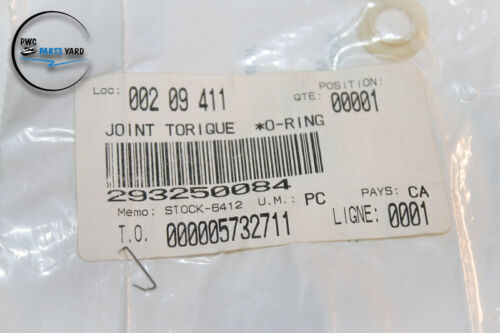 PWC
PARTS YARD
POSITION:
Loc: 002 09 411 QTE: 00001
JOINT TORIQUE *O-RING
293250084
Memo: STOCK-6412 U.M.: PC PAYS: CA
T.O. 000005732711 LIGNE: 0001